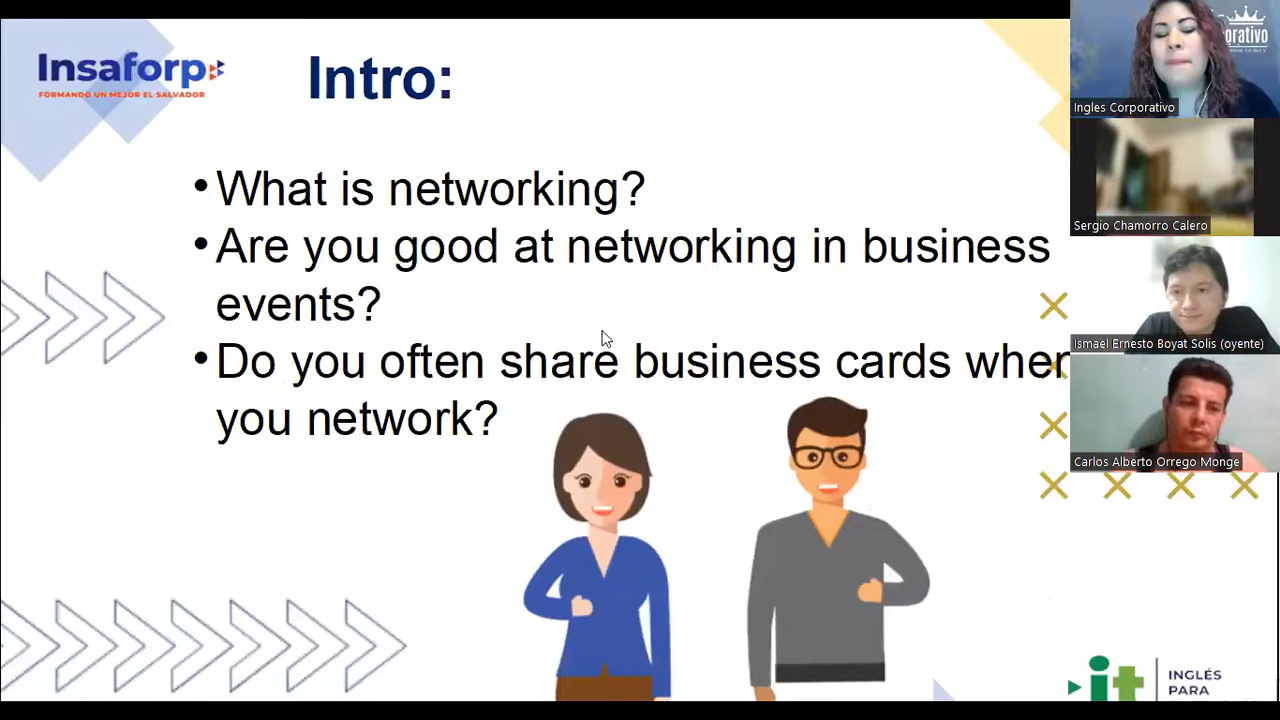 Insaforp
FORMANDO UN MEJOR EL SALVADOR
Intro:
• What is networking?
• Are you good at networking in business
events?
• Do you often share business cards when
you network?
orativo
Ingles Corporativo
Sergio Chamorro Calero
Ismael Ernesto Boyat Solis (oyente)
Carlos Alberto Orrego Monge
it
INGLÉS
PARA